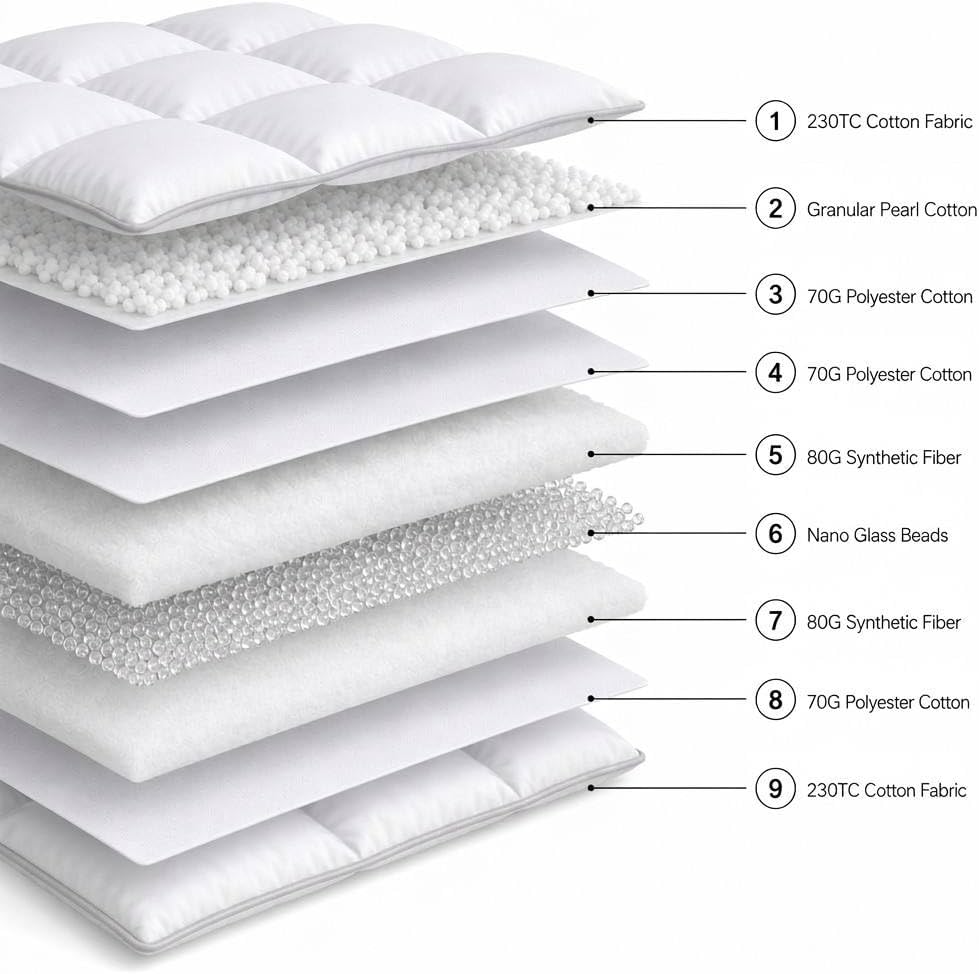 1 230TC Cotton Fabric
2 Granular Pearl Cotton
3 70G Polyester Cotton
4 70G Polyester Cotton
5 80G Synthetic Fiber
6 Nano Glass Beads
7 80G Synthetic Fiber
8 70G Polyester Cotton
9 230TC Cotton Fabric